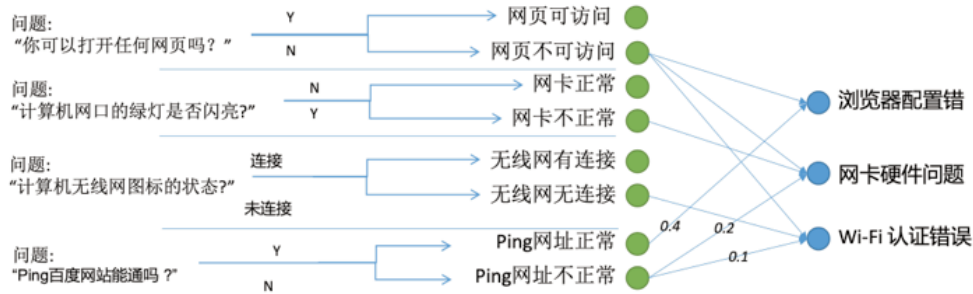 问题:
“你可以打开任何网页吗？”
Y
N
网页可访问
网页不可访问
问题:
“计算机网口的绿灯是否闪亮?”
N
Y
网卡正常
网卡不正常
问题:
“计算机无线网图标的状态?”
连接
未连接
无线网有连接
无线网无连接
问题:
“Ping百度网站能通吗？”
Y
N
Ping网址正常
Ping网址不正常
0.4
0.2
0.1
浏览器配置错
网卡硬件问题
Wi-Fi 认证错误